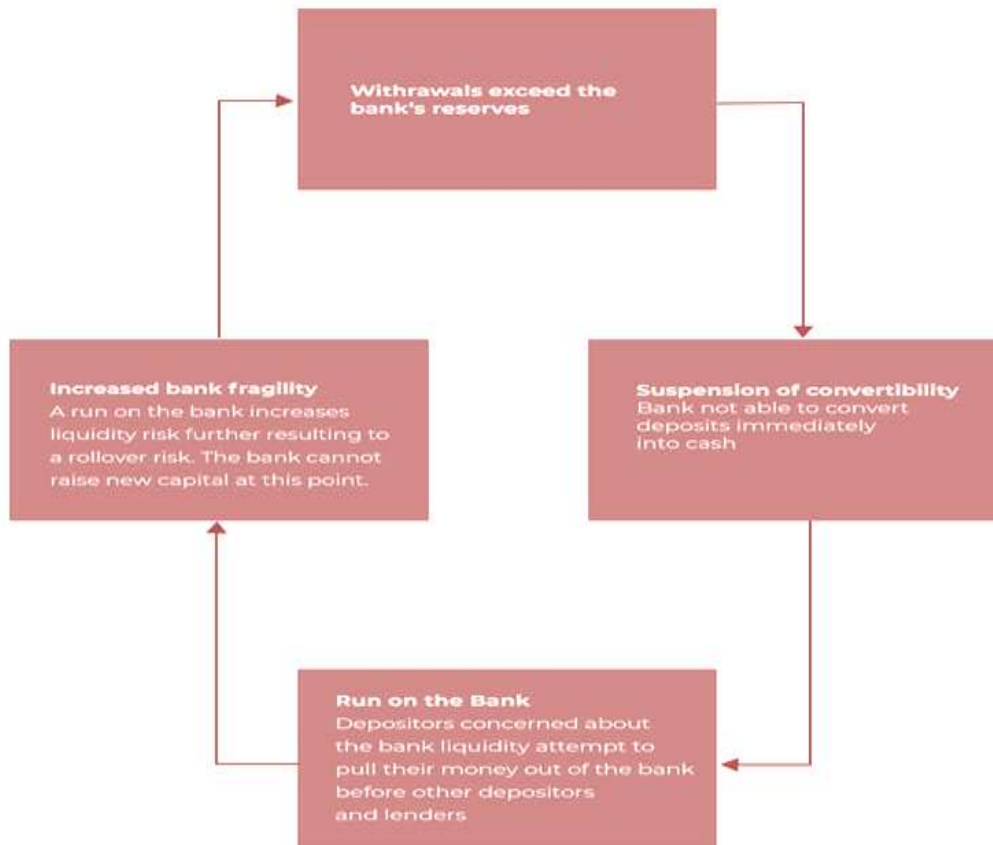 Withrawals exceed the
bank's reserves
Suspension of convertibility
Bank not able to convert
deposits immediately
into cash
Run on the Bank
Depositors concerned about
the bank liquidity attempt to
pull their money out of the bank
before other depositors
and lenders
Increased bank fragility
A run on the bank increases
liquidity risk further resulting to
a rollover risk. The bank cannot
raise new capital at this point.